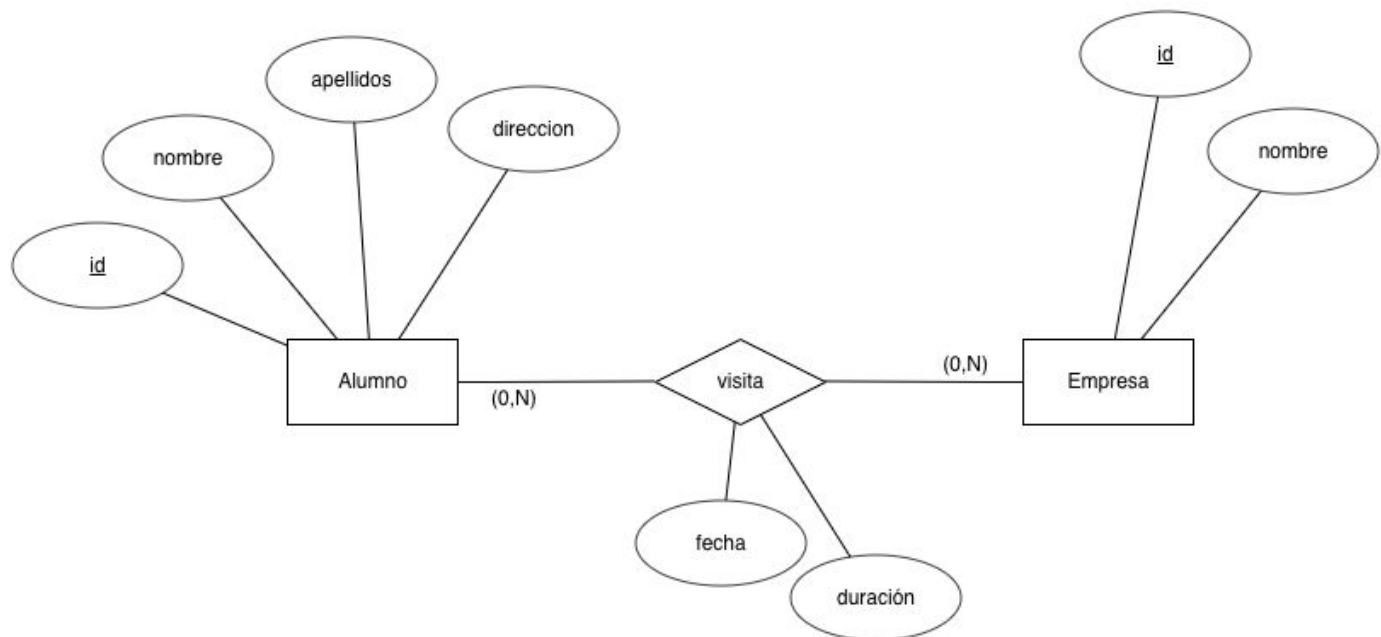 id
apellidos
direccion
nombre
nombre
id
Alumno
(0,N)
visita
(0,N)
Empresa
fecha
duración